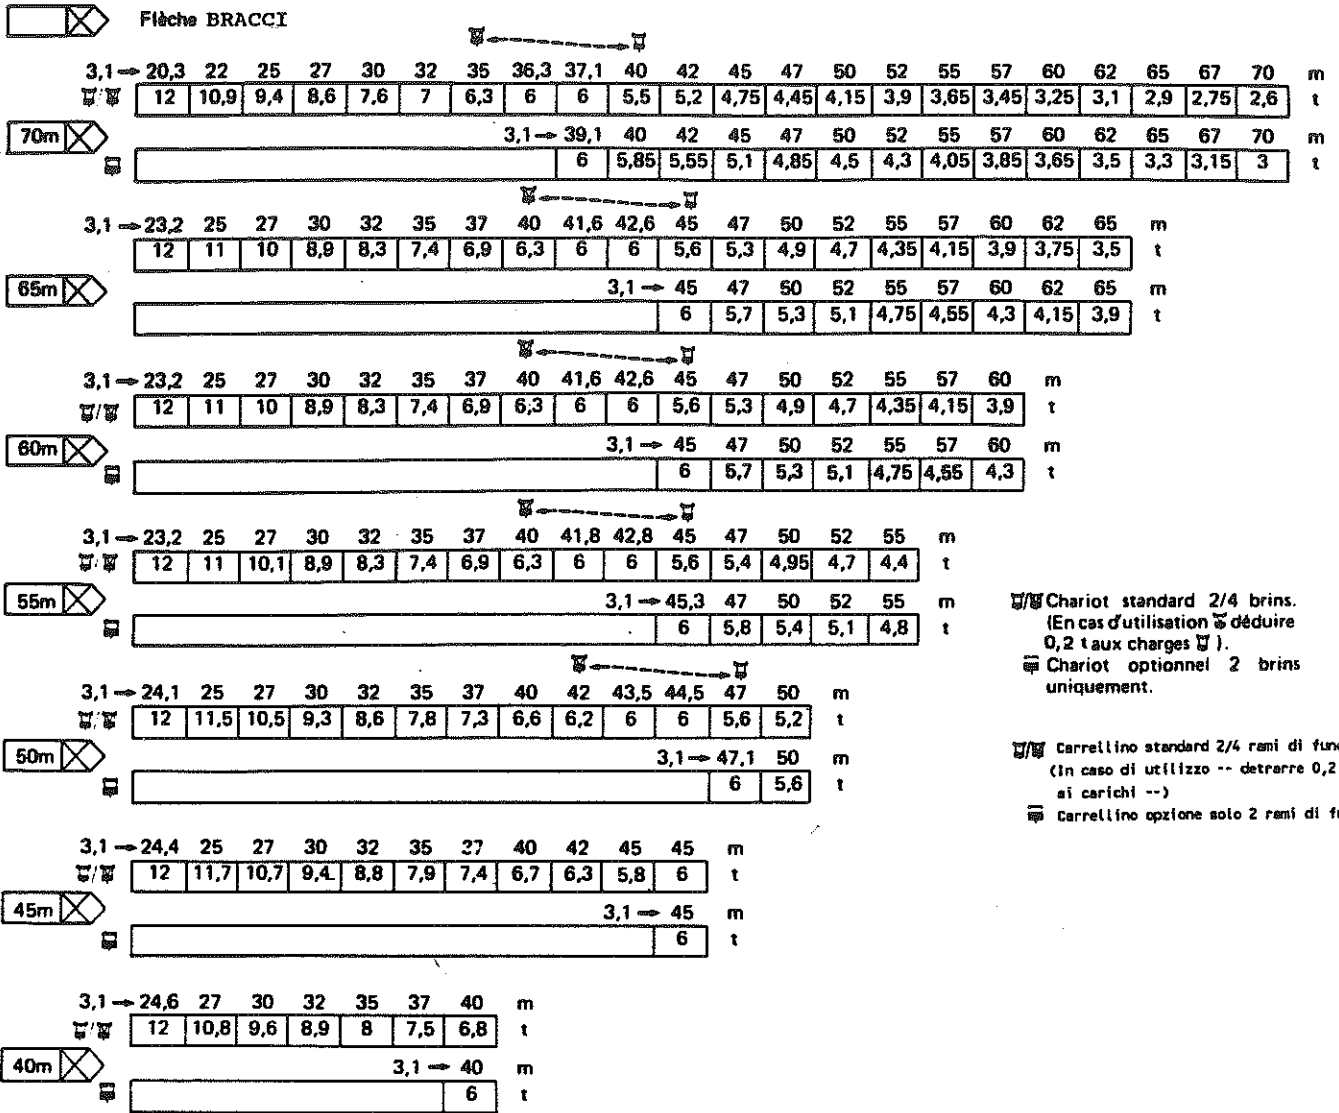 Flèche BRACCI
3,1 20,3 22 25 27 30 32 35 36,3 37,1 40 42 45 47 50 52 55 57 60 62 65 67 70 m
12 10,9 9,4 8,6 7,6 7 6,3 6 6 5,5 5,2 4,75 4,45 4,15 3,9 3,65 3,45 3,25 3,1 2,9 2,75 2,6 t
70m
3,1 39,1 40 42 45 47 50 52 55 57 60 62 65 67 70 m
6 5,85 5,55 5,1 4,85 4,5 4,3 4,05 3,85 3,65 3,5 3,3 3,15 3 t
3,1 23,2 25 27 30 32 35 37 40 41,6 42,6 45 47 50 52 55 57 60 62 65 m
12 11 10 8,9 8,3 7,4 6,9 6,3 6 6 5,6 5,3 4,9 4,7 4,35 4,15 3,9 3,75 3,5 t
65m
3,1 45 47 50 52 55 57 60 62 65 m
6 5,7 5,3 5,1 4,75 4,55 4,3 4,15 3,9 t
3,1 23,2 25 27 30 32 35 37 40 41,6 42,6 45 47 50 52 55 57 60 m
12 11 10 8,9 8,3 7,4 6,9 6,3 6 6 5,6 5,3 4,9 4,7 4,35 4,15 3,9 t
60m
3,1 45 47 50 52 55 57 60 m
6 5,7 5,3 5,1 4,75 4,55 4,3 t
3,1 23,2 25 27 30 32 35 37 40 41,8 42,8 45 47 50 52 55 m
12 11 10,1 8,9 8,3 7,4 6,9 6,3 6 6 5,6 5,4 4,95 4,7 4,4 t
55m
3,1 45,3 47 50 52 55 m
6 5,8 5,4 5,1 4,8 t
3,1 24,1 25 27 30 32 35 37 40 42 43,5 44,5 47 50 m
12 11,5 10,5 9,3 8,6 7,8 7,3 6,6 6,2 6 6 5,6 5,2 t
50m
3,1 47,1 50 m
6 5,6 t
3,1 24,4 25 27 30 32 35 27 40 42 45 45 m
12 11,7 10,7 9,4 8,8 7,9 7,4 6,7 6,3 5,8 6 t
45m
3,1 45 m
6 t
3,1 24,6 27 30 32 35 37 40 m
12 10,8 9,6 8,9 8 7,5 6,8 t
40m
3,1 40 m
6 t
Chariot standard 2/4 brins.
(En cas d'utilisation déduire
0,2 t aux charges ).
Chariot optionnel 2 brins
uniquement.
Carrellino standard 2/4 rami di fune
(In caso di utilizzo -- detrarre 0,2
ai carichi --)
Carrellino opzione solo 2 rami di fu